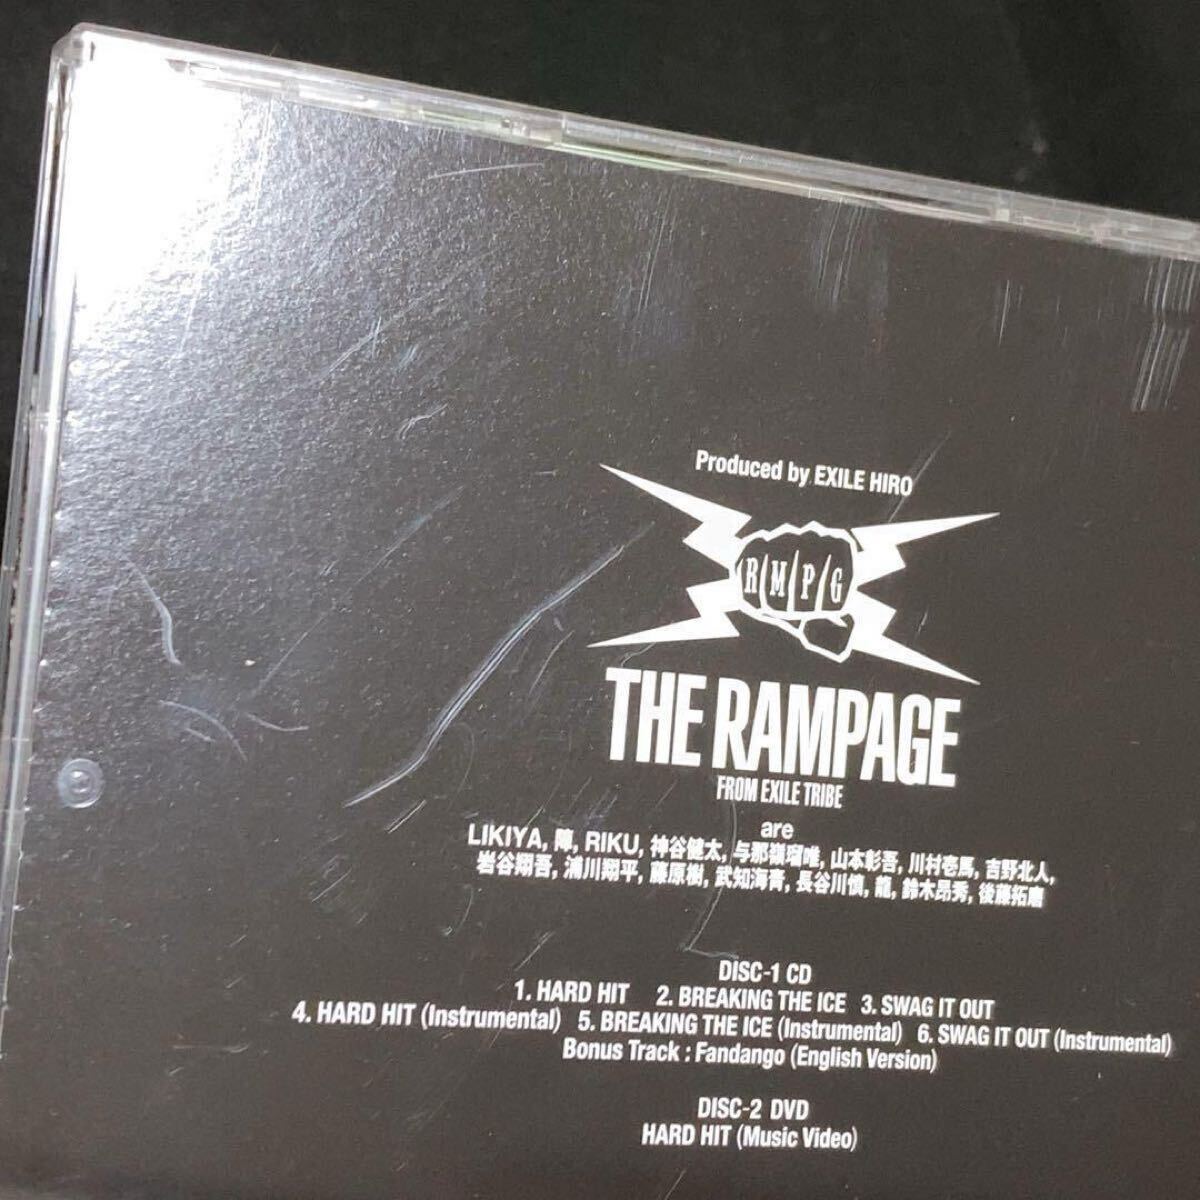 Produced by EXILE HIRO
RMPG
THE RAMPAGE
FROM EXILE TRIBE
are
LIKIYA, 陣, RIKU, 神谷健太, 与那嶺瑠唯, 山本彰吾, 川村壱馬, 吉野北人,
岩谷翔吾, 浦川翔平, 藤原樹, 武知海青, 長谷川慎, 龍, 鈴木昂秀, 後藤拓磨
DISC-1 CD
1. HARD HIT 2. BREAKING THE ICE 3. SWAG IT OUT
4. HARD HIT (Instrumental) 5. BREAKING THE ICE (Instrumental) 6. SWAG IT OUT (Instrumental)
Bonus Track : Fandango (English Version)
DISC-2 DVD
HARD HIT (Music Video)